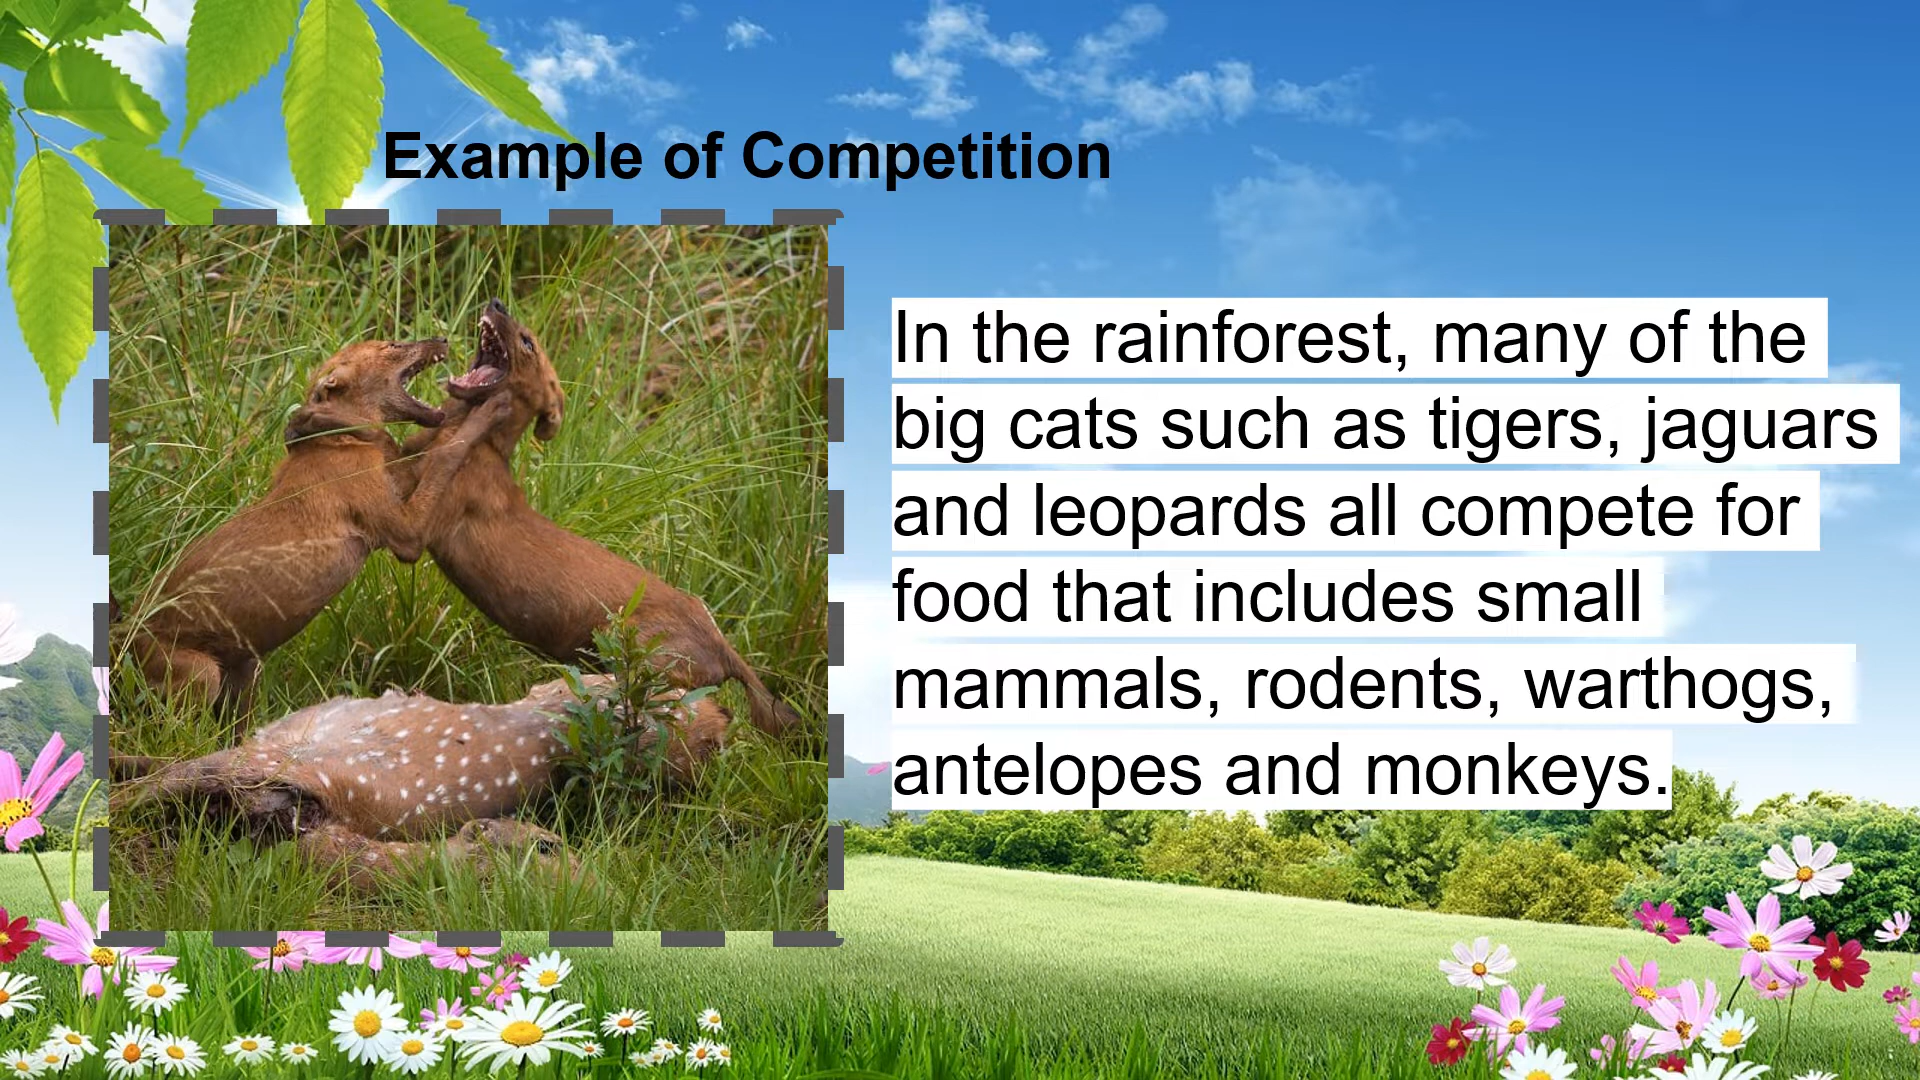 Example of Competition
In the rainforest, many of the
big cats such as tigers, jaguars
and leopards all compete for
food that includes small
mammals, rodents, warthogs,
antelopes and monkeys.